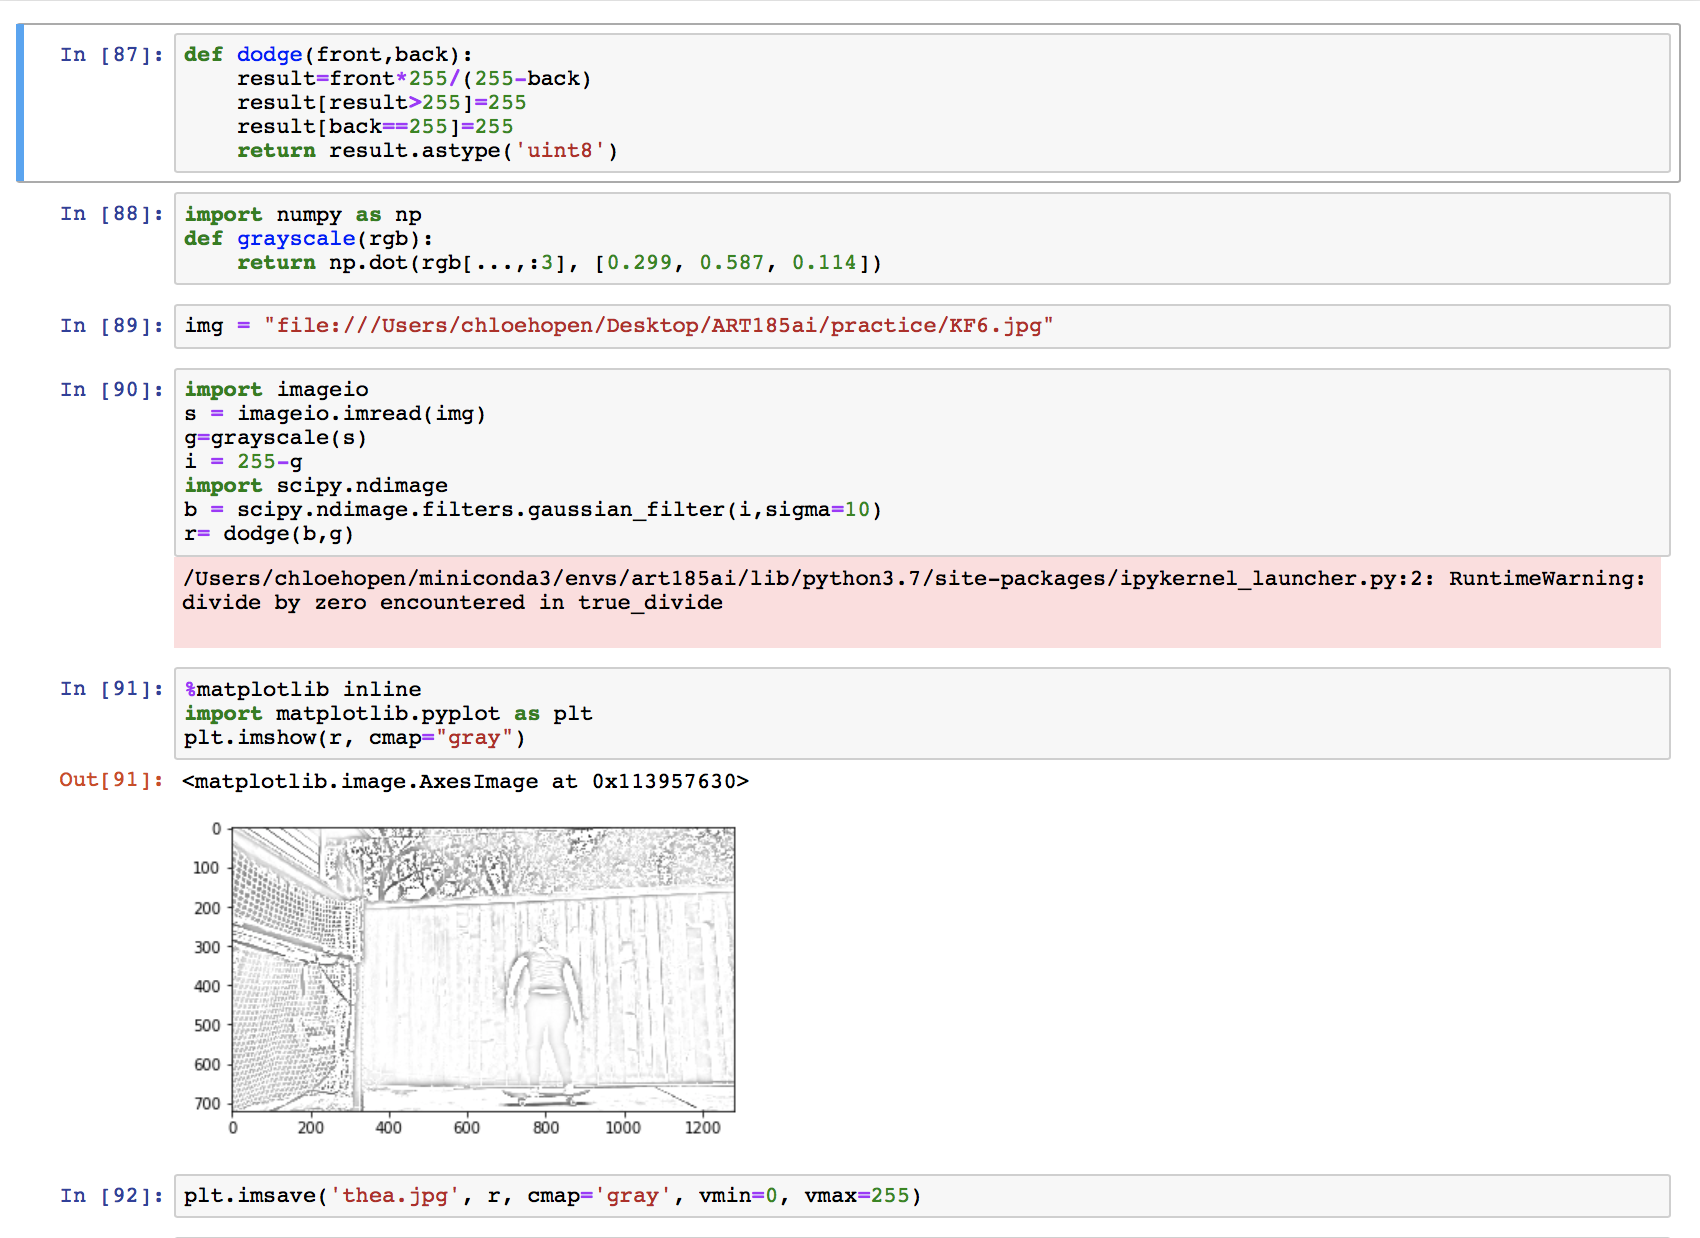 In [87]: def dodge(front,back):
    result=front*255/(255-back)
    result[result>255]=255
    result[back==255]=255
    return result.astype('uint8')
In [88]: import numpy as np
def grayscale(rgb):
    return np.dot(rgb[...,:3], [0.299, 0.587, 0.114])
In [89]: img = "file:///Users/chloehopen/Desktop/ART185ai/practice/KF6.jpg"
In [90]: import imageio
s = imageio.imread(img)
g=grayscale(s)
i = 255-g
import scipy.ndimage
b = scipy.ndimage.filters.gaussian_filter(i,sigma=10)
r= dodge(b,g)
/Users/chloehopen/miniconda3/envs/art185ai/lib/python3.7/site-packages/ipykernel_launcher.py:2: RuntimeWarning:
divide by zero encountered in true_divide
In [91]: %matplotlib inline
import matplotlib.pyplot as plt
plt.imshow(r, cmap="gray")
Out[91]: <matplotlib.image.AxesImage at 0x113957630>
0
100
200
300
400
500
600
700
0 200 400 600 800 1000 1200
In [92]: plt.imsave('thea.jpg', r, cmap='gray', vmin=0, vmax=255)